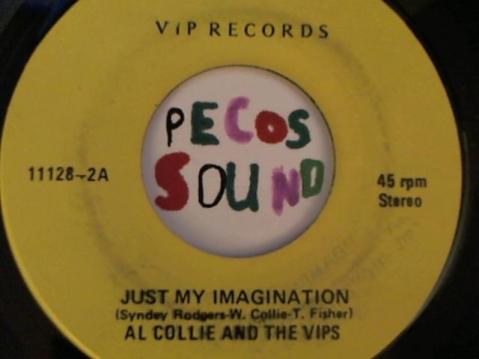 ViP RECORDS
PECOS
SOUND
11128-2A
45 rpm
Stereo
JUST MY IMAGINATION
(Syndey Rodgers-W. Collie-T. Fisher)
AL COLLIE AND THE VIPS